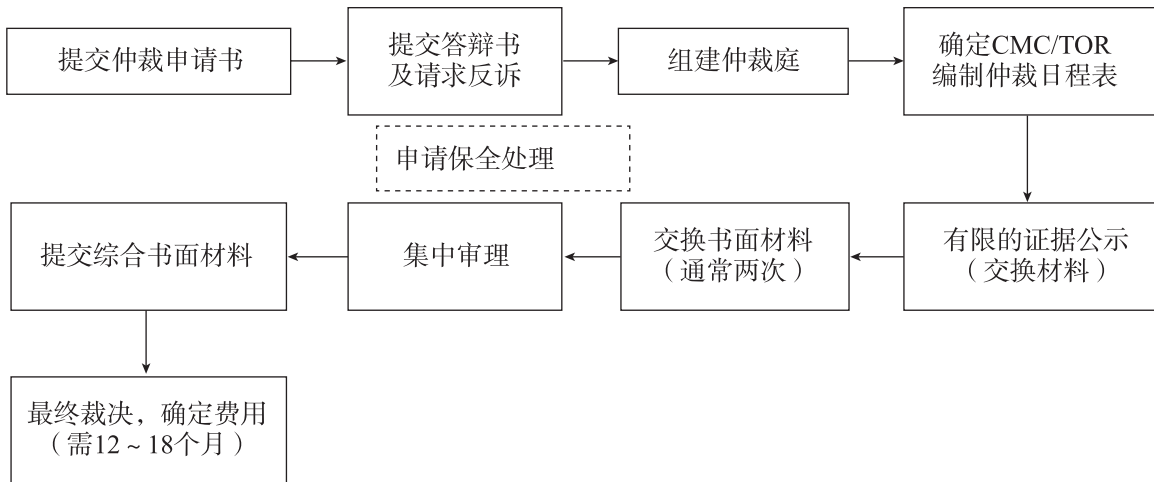 提交仲裁申请书
提交答辩书
及请求反诉
组建仲裁庭
确定CMC/TOR
编制仲裁日程表
申请保全处理
有限的证据公示
（交换材料）
交换书面材料
（通常两次）
集中审理
提交综合书面材料
最终裁决，确定费用
（需12～18个月）